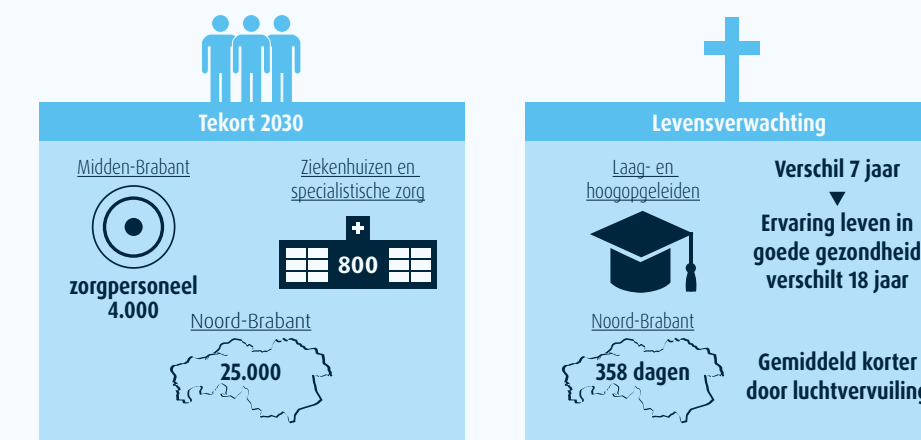 Tekort 2030
Midden-Brabant
zorgpersoneel
4.000
Ziekenhuizen en
specialistische zorg
800
Noord-Brabant
25.000
Levensverwachting
Laag- en
hoogopgeleiden
Verschil 7 jaar
Ervaring leven in
goede gezondheid
verschilt 18 jaar
Noord-Brabant
358 dagen
Gemiddeld korter
door luchtvervuiling